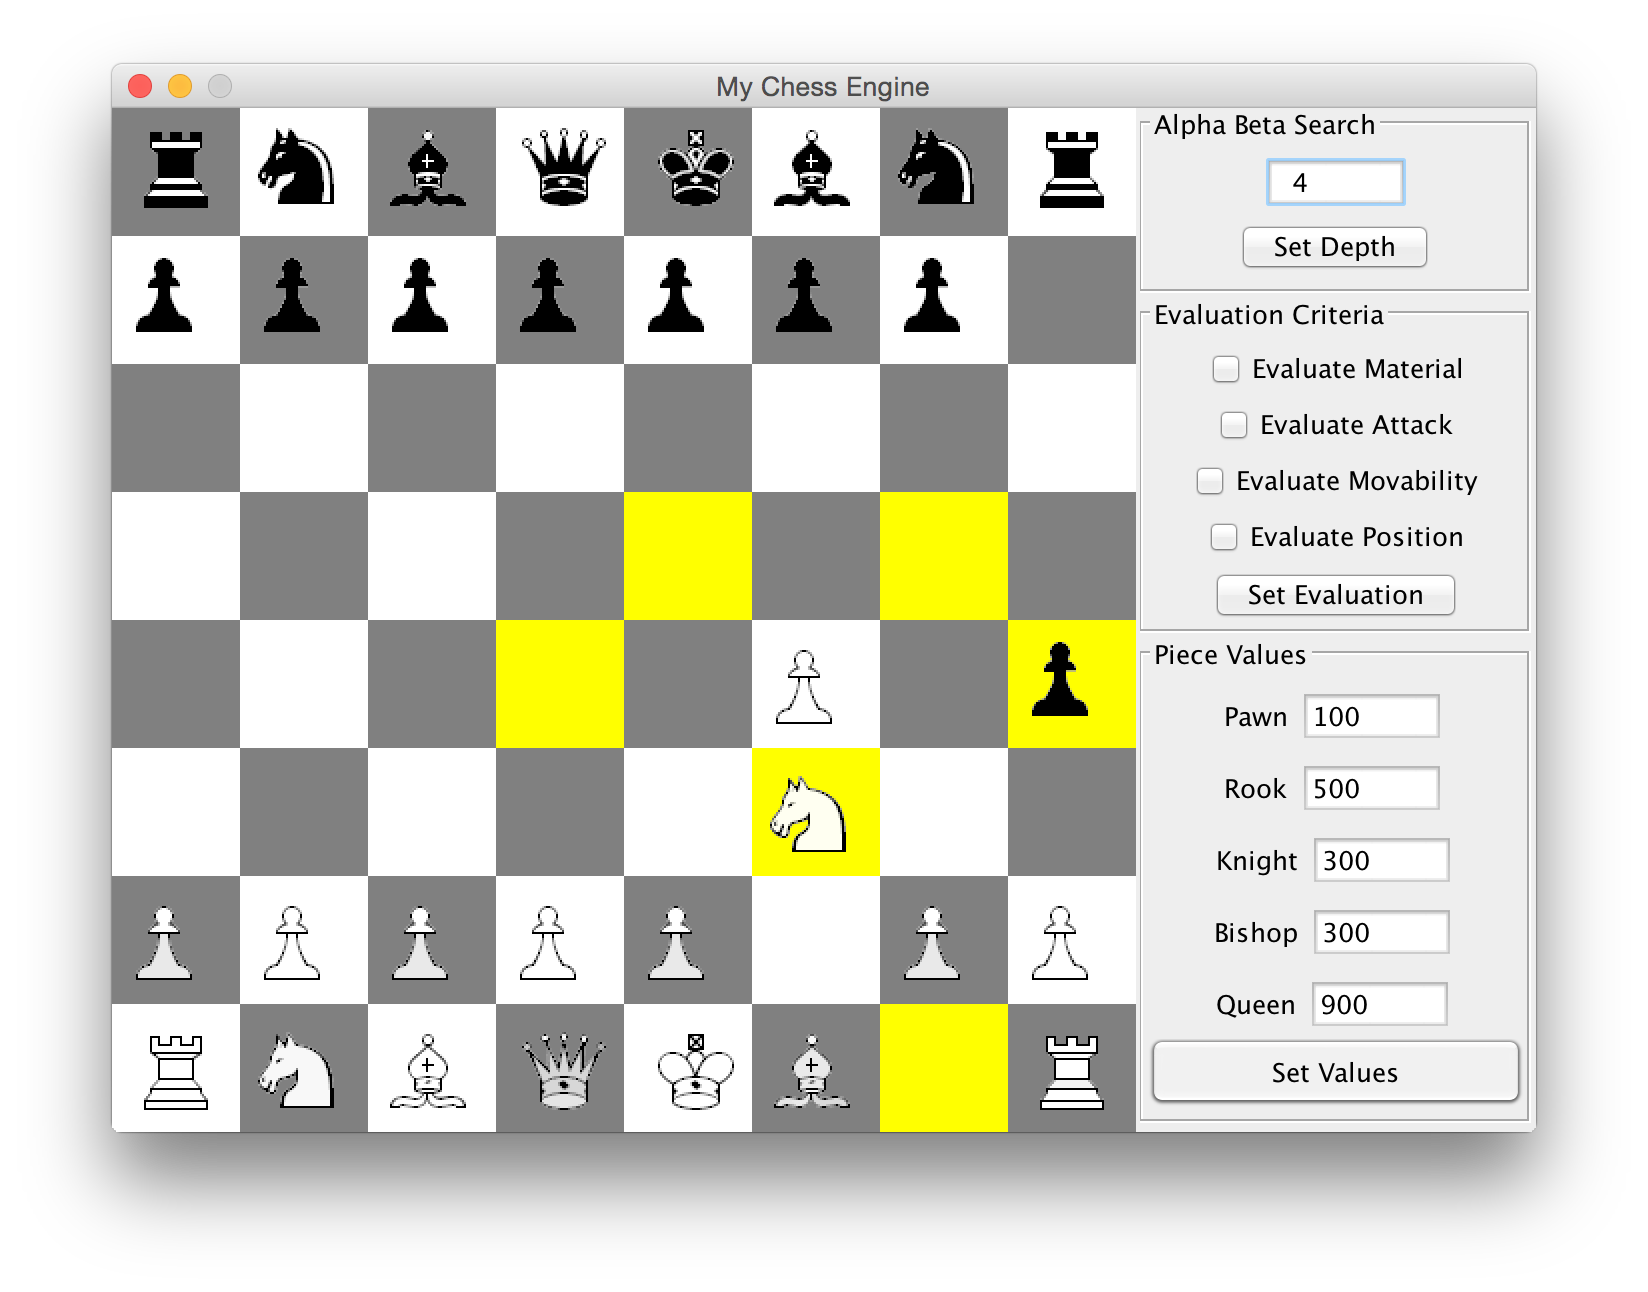 My Chess Engine
Alpha Beta Search
4
Set Depth
Evaluation Criteria
Evaluate Material
Evaluate Attack
Evaluate Movability
Evaluate Position
Set Evaluation
Piece Values
Pawn 100
Rook 500
Knight 300
Bishop 300
Queen 900
Set Values